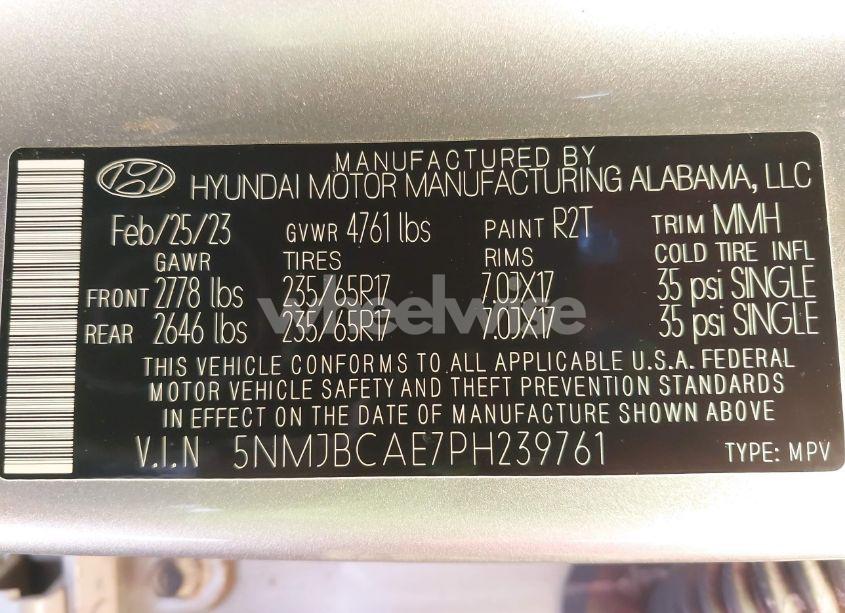 MANUFACTURED BY
HYUNDAI MOTOR MANUFACTURING ALABAMA, LLC
Feb/25/23 GVWR 4761 lbs PAINT R2T TRIM MMH
GAWR TIRES RIMS COLD TIRE INFL
FRONT 2778 lbs 235/65R17 7.0JX17 35 psi SINGLE
wheelwise
REAR 2646 lbs 235/65R17 7.0JX17 35 psi SINGLE
THIS VEHICLE CONFORMS TO ALL APPLICABLE U.S.A. FEDERAL
MOTOR VEHICLE SAFETY AND THEFT PREVENTION STANDARDS
IN EFFECT ON THE DATE OF MANUFACTURE SHOWN ABOVE
V.I.N 5NMJBCAE7PH239761 TYPE: MPV